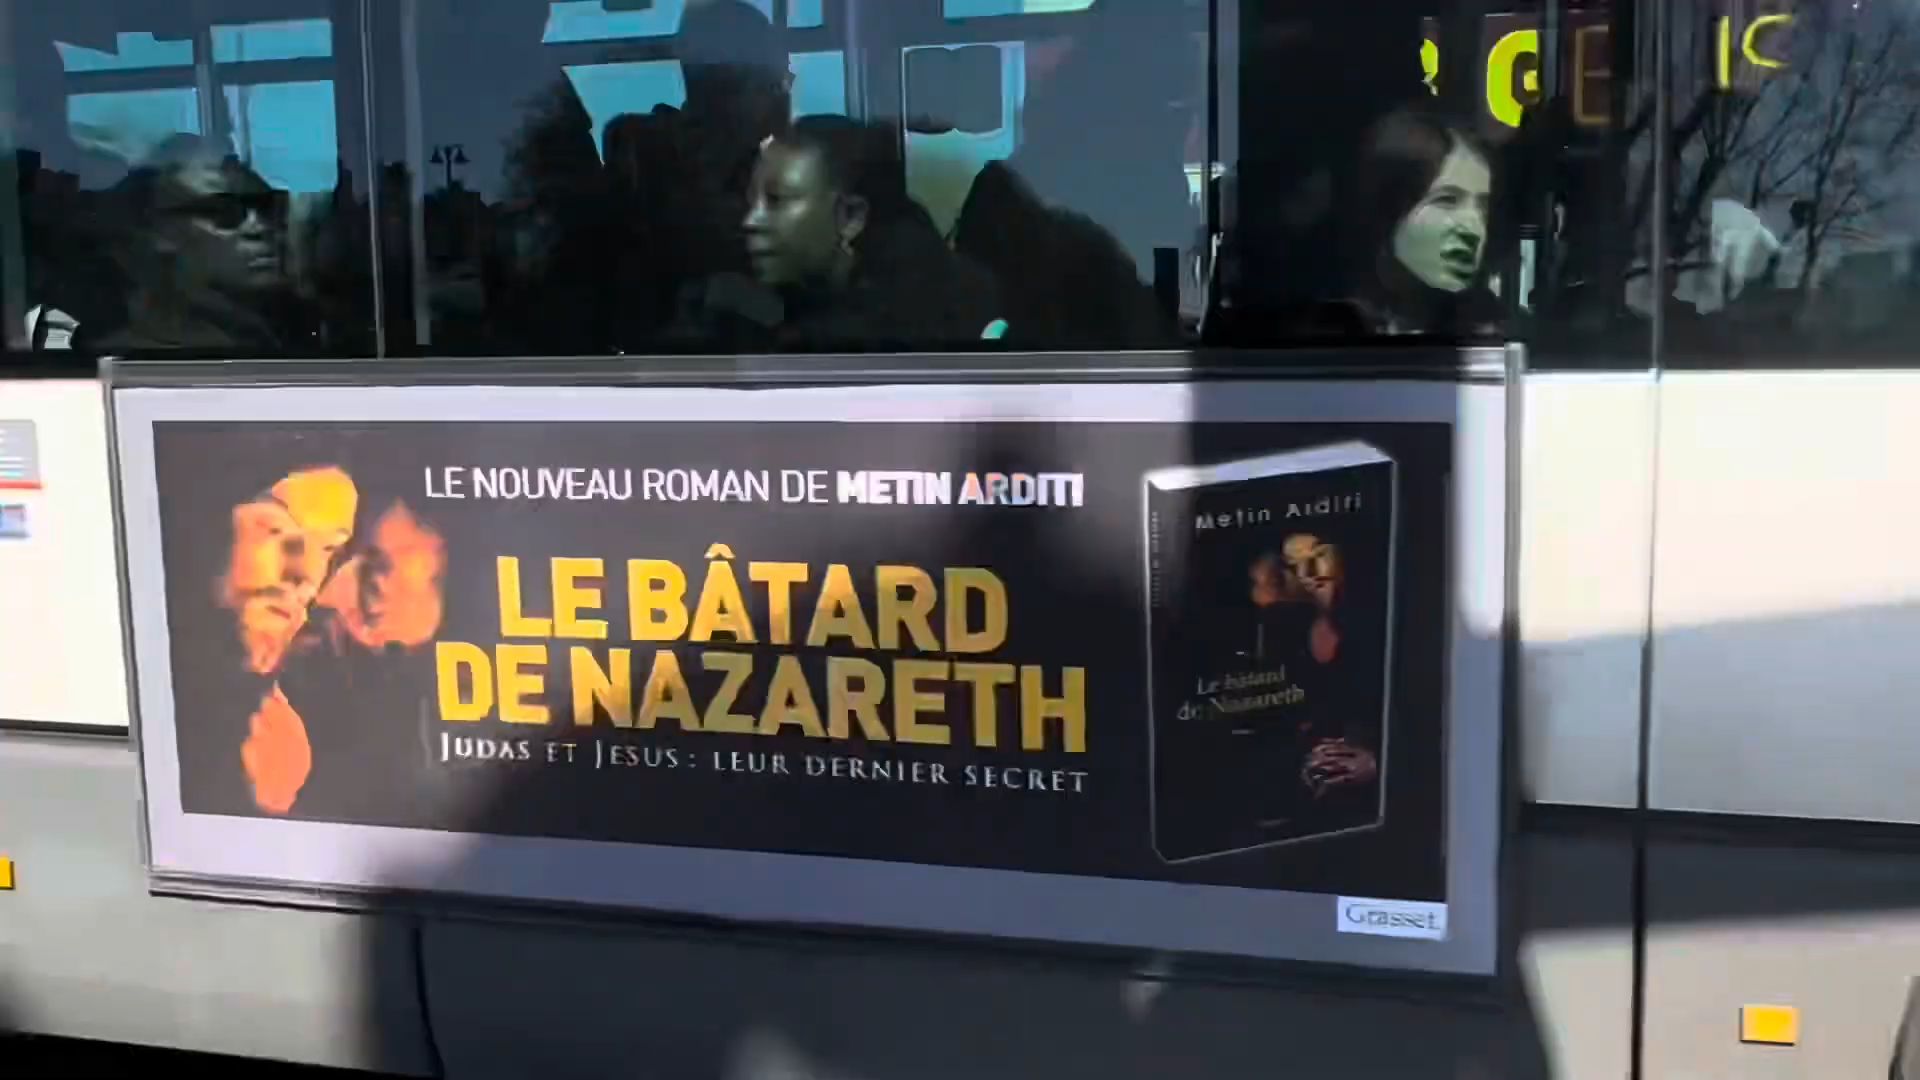 LE NOUVEAU ROMAN DE METIN ARDITI
LE BÂTARD
DE NAZARETH
JUDAS ET JESUS : LEUR DERNIER SECRET
Metin Arditi
Le bâtard
de Nazareth
Grasset